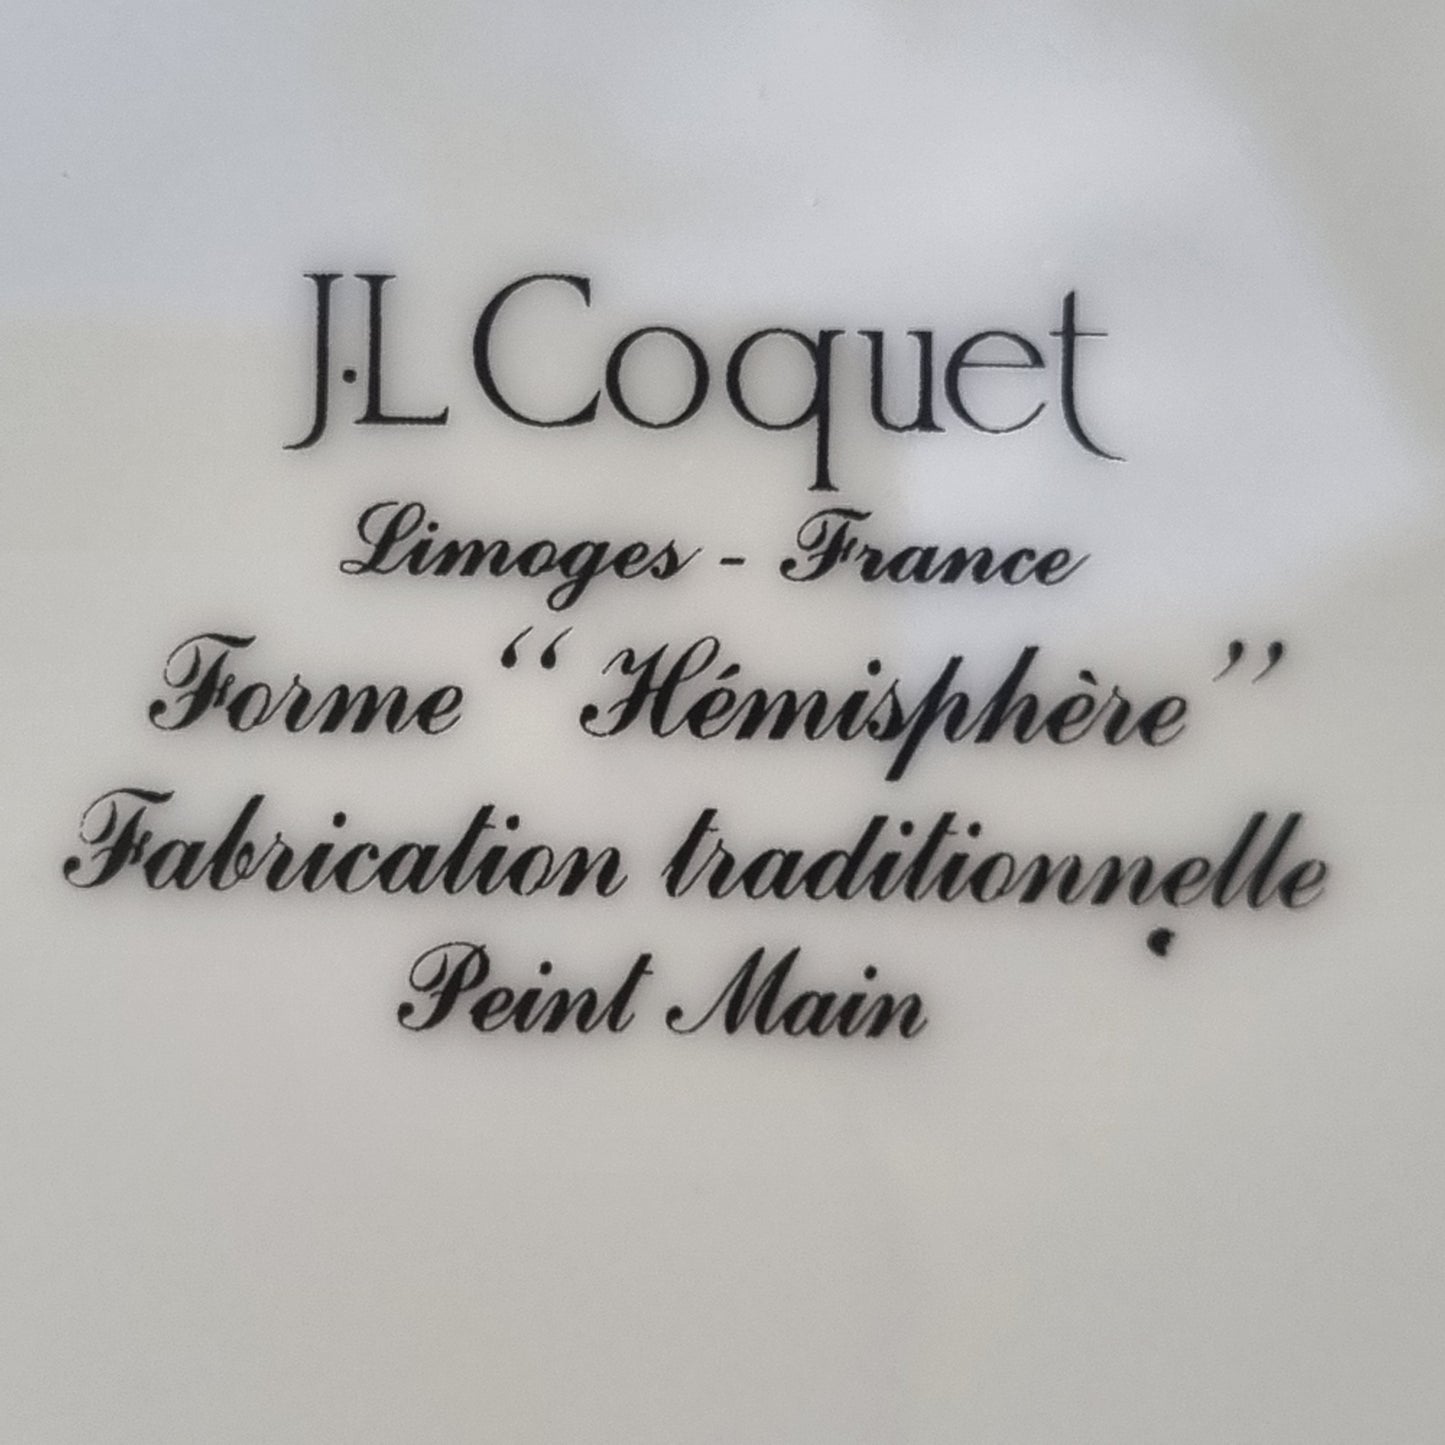 J.L Coquet
Limoges - France
Forme “Hémisphère”
Fabrication traditionnelle
Peint Main